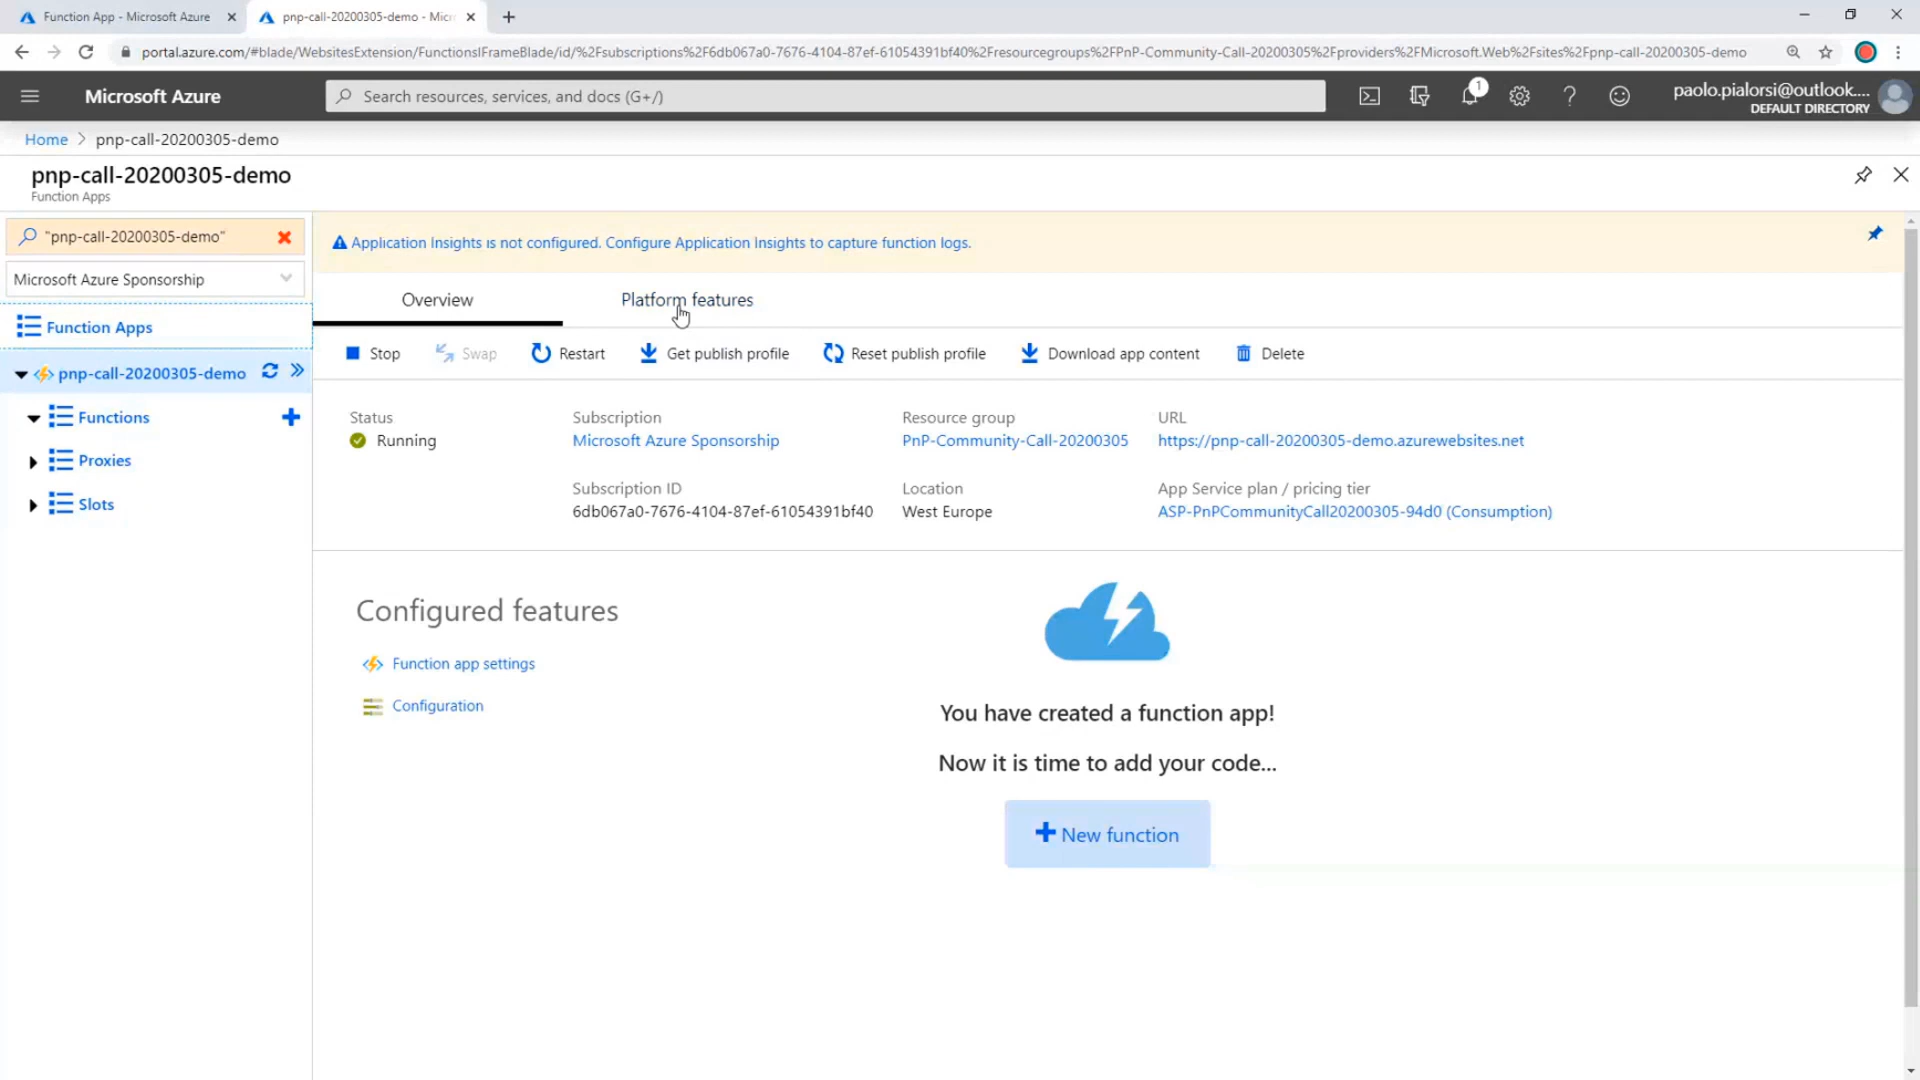 Function App - Microsoft Azure
pnp-call-20200305-demo - Micr
portal.azure.com/#blade/WebsitesExtension/FunctionsIFrameBlade/id/%2Fsubscriptions%2F6db067a0-7676-4104-87ef-61054391bf40%2Fresourcegroups%2FPnP-Community-Call-20200305%2Fproviders%2FMicrosoft.Web%2Fsites%2Fpnp-call-20200305-demo
Microsoft Azure
Search resources, services, and docs (G+/)
1
paolo.pialorsi@outlook....
DEFAULT DIRECTORY
Home > pnp-call-20200305-demo
pnp-call-20200305-demo
Function Apps
"pnp-call-20200305-demo"
Microsoft Azure Sponsorship
Function Apps
pnp-call-20200305-demo
Functions
Proxies
Slots
Application Insights is not configured. Configure Application Insights to capture function logs.
Overview
Platform features
Stop
Swap
Restart
Get publish profile
Reset publish profile
Download app content
Delete
Status
Running
Subscription
Microsoft Azure Sponsorship
Resource group
PnP-Community-Call-20200305
URL
https://pnp-call-20200305-demo.azurewebsites.net
Subscription ID
6db067a0-7676-4104-87ef-61054391bf40
Location
West Europe
App Service plan / pricing tier
ASP-PnPCommunityCall20200305-94d0 (Consumption)
Configured features
Function app settings
Configuration
You have created a function app!
Now it is time to add your code...
New function